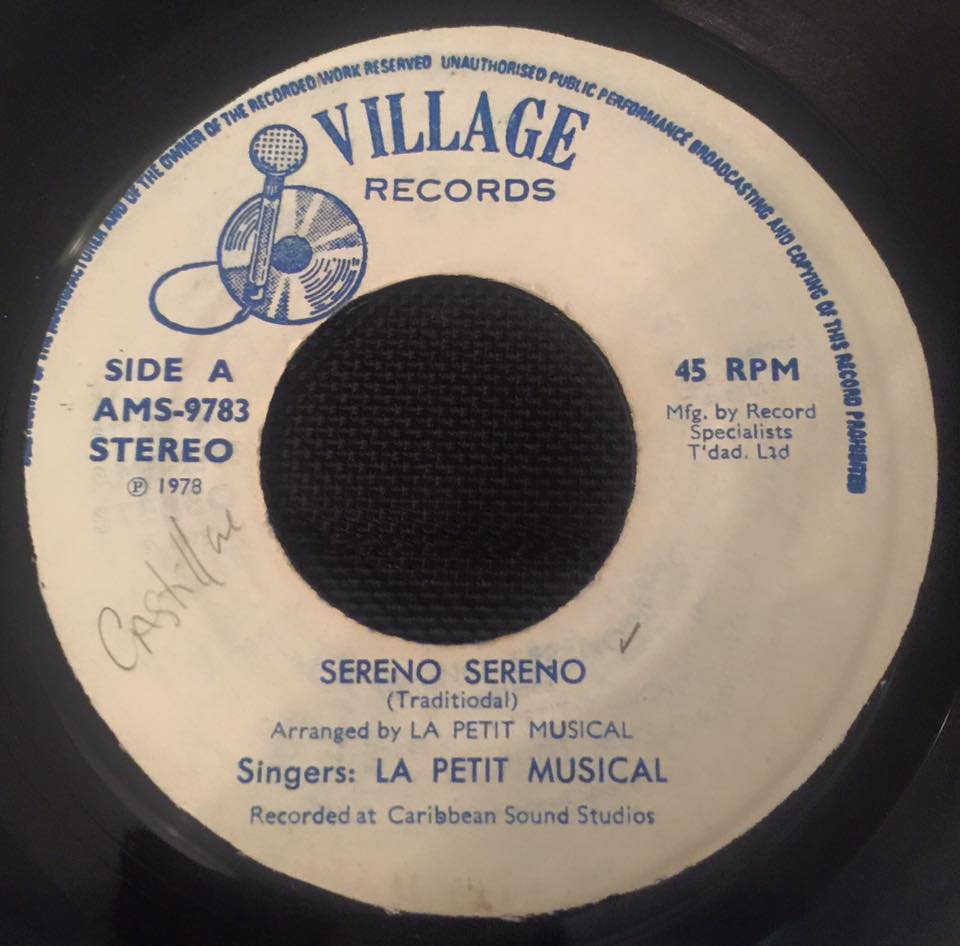 ALL RIGHTS OF THE MANUFACTURER AND OF THE OWNER OF THE RECORDED WORK RESERVED UNAUTHORISED PUBLIC PERFORMANCE BROADCASTING AND COPYING OF THIS RECORD PROHIBITED
VILLAGE
RECORDS
SIDE A
AMS-9783
STEREO
℗ 1978
45 RPM
Mfg. by Record
Specialists
T'dad. Ltd
SERENO SERENO
(Traditiodal)
Arranged by LA PETIT MUSICAL
Singers: LA PETIT MUSICAL
Recorded at Caribbean Sound Studios